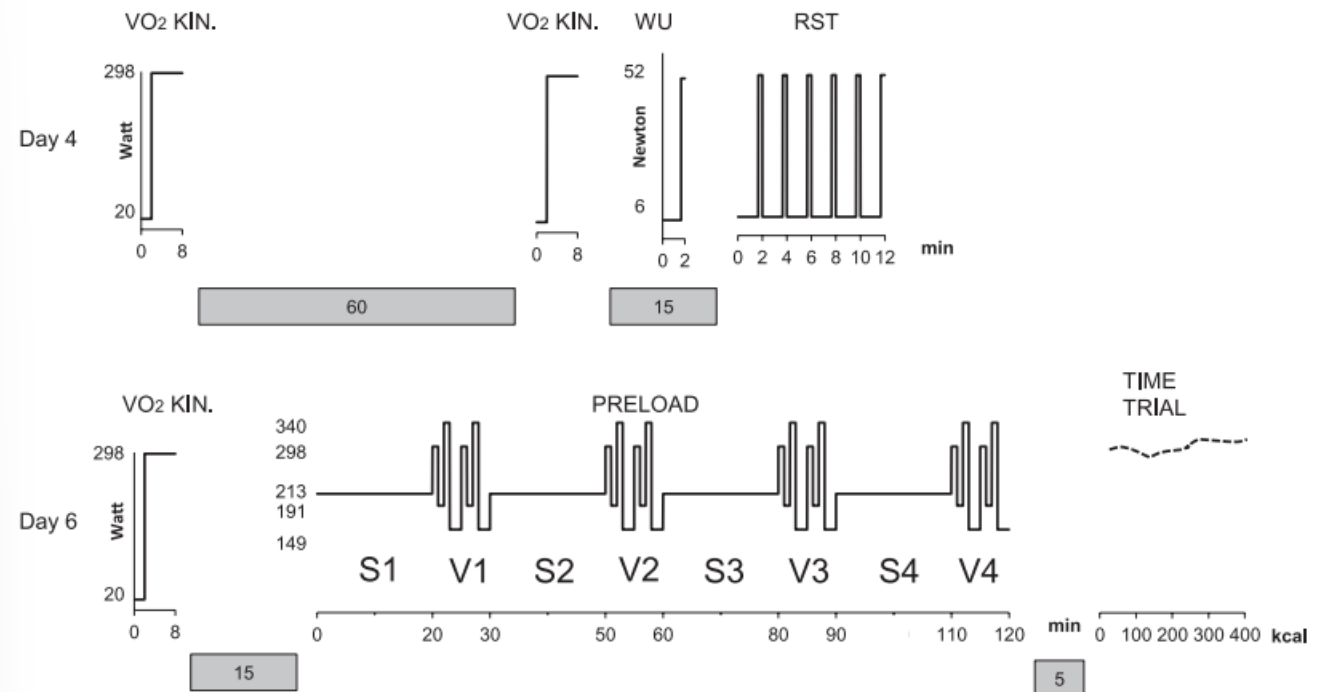 VO2 KIN. VO2 KIN. WU RST
298 52
Day 4 Watt Newton
20 6
0 8 0 8 0 2 0 2 4 6 8 10 12 min
60 15
TIME
TRIAL
VO2 KIN. PRELOAD
340
298 298
213
Day 6 Watt 191
149
S1 V1 S2 V2 S3 V3 S4 V4
20
0 8 0 20 30 50 60 80 90 110 120 min 0 100 200 300 400 kcal
15 5